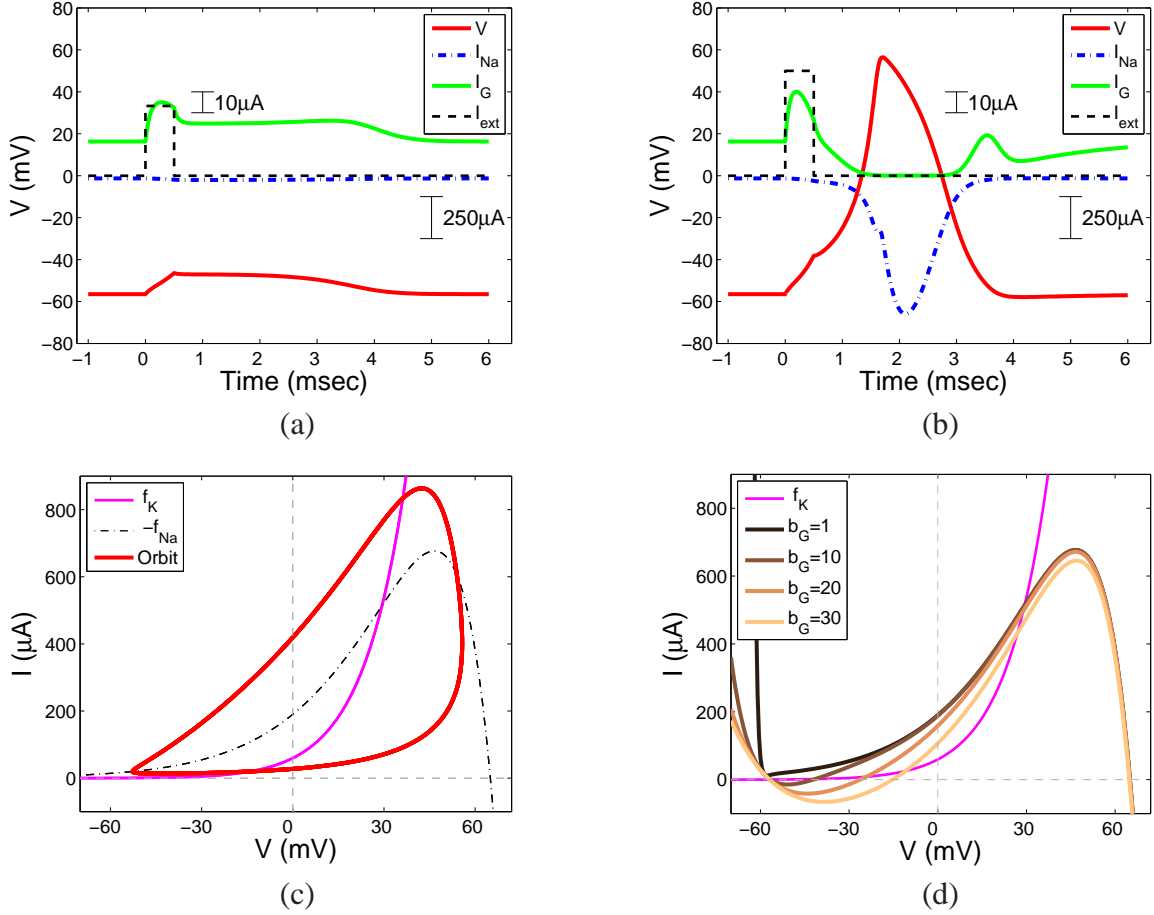 80
60
40
20
0
−20
−40
−60
−80
V (mV)
−1 0 1 2 3 4 5 6
Time (msec)
V
I_Na
I_G
I_ext
10μA
250μA
(a)
80
60
40
20
0
−20
−40
−60
−80
V (mV)
−1 0 1 2 3 4 5 6
Time (msec)
V
I_Na
I_G
I_ext
10μA
250μA
(b)
800
600
400
200
0
I (μA)
−60 −30 0 30 60
V (mV)
f_K
−f_Na
Orbit
(c)
800
600
400
200
0
I (μA)
−60 −30 0 30 60
V (mV)
f_K
b_G=1
b_G=10
b_G=20
b_G=30
(d)